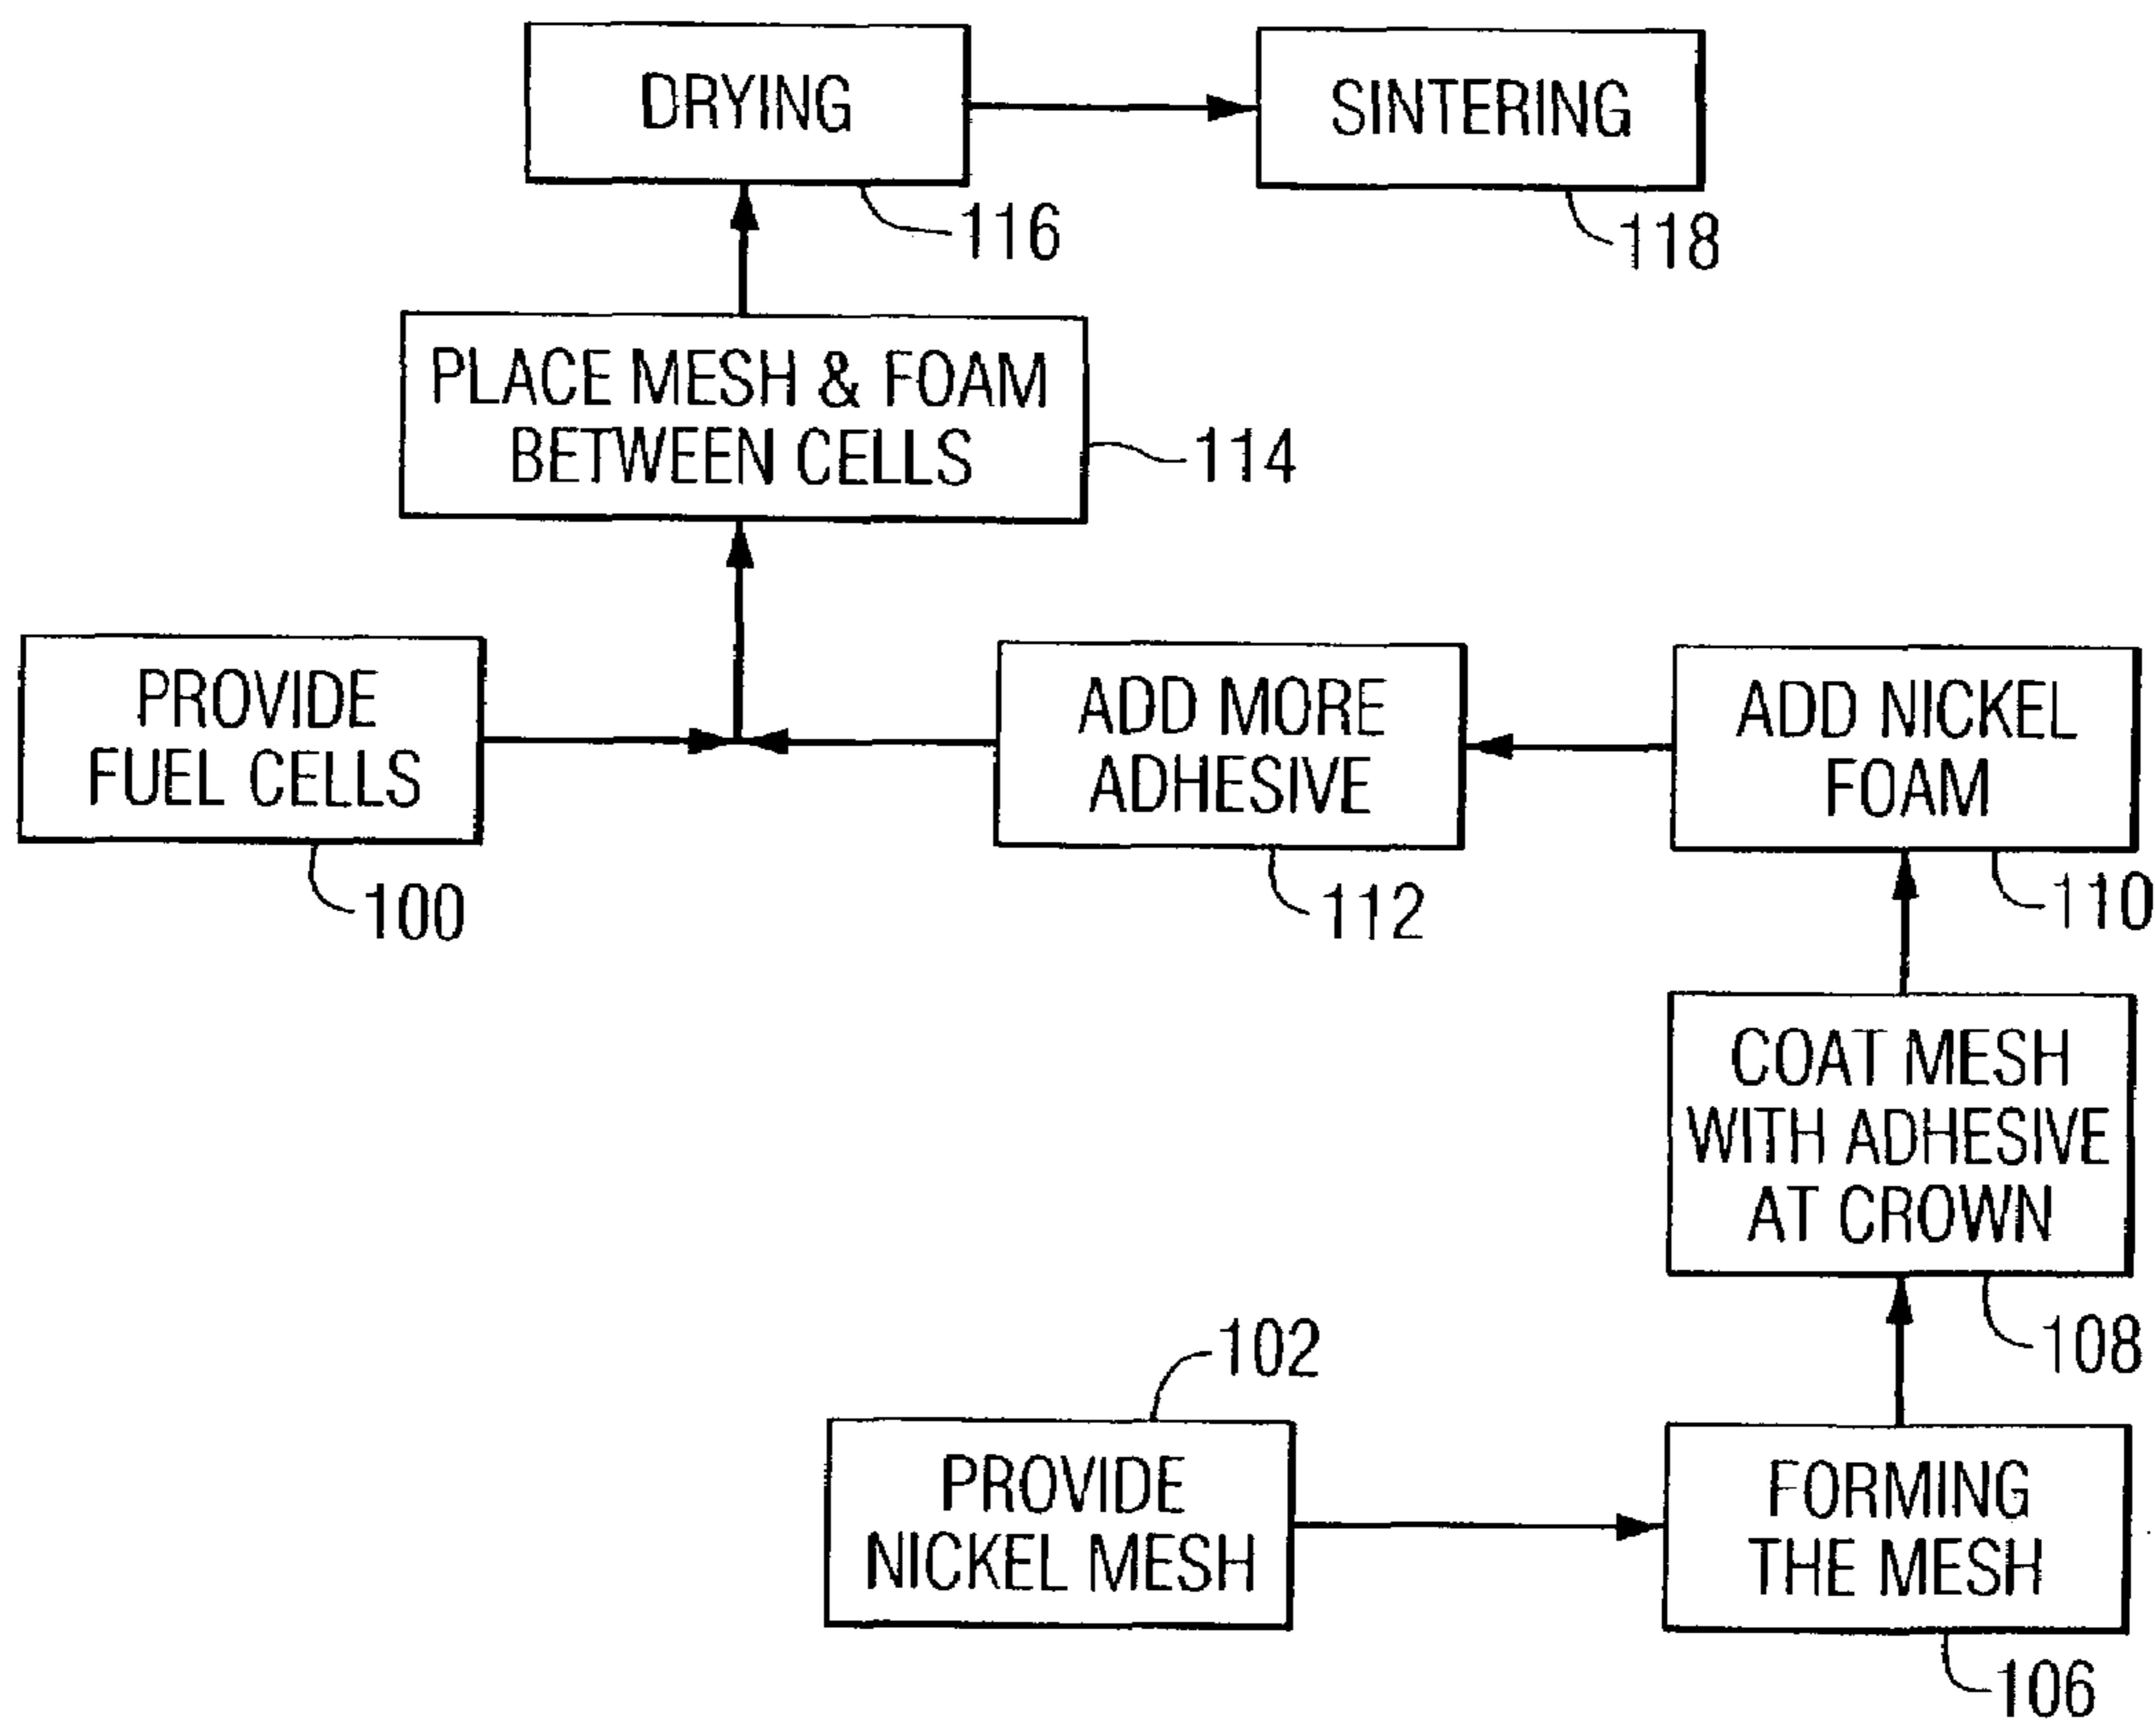 DRYING
116
SINTERING
118
PLACE MESH & FOAM
BETWEEN CELLS
114
PROVIDE
FUEL CELLS
100
ADD MORE
ADHESIVE
112
ADD NICKEL
FOAM
110
COAT MESH
WITH ADHESIVE
AT CROWN
108
102
PROVIDE
NICKEL MESH
FORMING
THE MESH
106